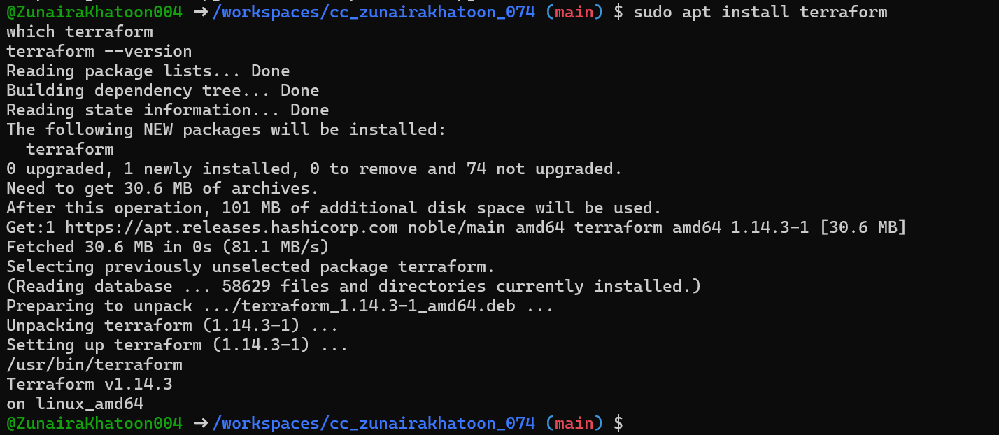 @ZunairaKhatoon004 ➜ /workspaces/cc_zunairakhatoon_074 (main) $ sudo apt install terraform
which terraform
terraform --version
Reading package lists... Done
Building dependency tree... Done
Reading state information... Done
The following NEW packages will be installed:
  terraform
0 upgraded, 1 newly installed, 0 to remove and 74 not upgraded.
Need to get 30.6 MB of archives.
After this operation, 101 MB of additional disk space will be used.
Get:1 https://apt.releases.hashicorp.com noble/main amd64 terraform amd64 1.14.3-1 [30.6 MB]
Fetched 30.6 MB in 0s (81.1 MB/s)
Selecting previously unselected package terraform.
(Reading database ... 58629 files and directories currently installed.)
Preparing to unpack .../terraform_1.14.3-1_amd64.deb ...
Unpacking terraform (1.14.3-1) ...
Setting up terraform (1.14.3-1) ...
/usr/bin/terraform
Terraform v1.14.3
on linux_amd64
@ZunairaKhatoon004 ➜ /workspaces/cc_zunairakhatoon_074 (main) $